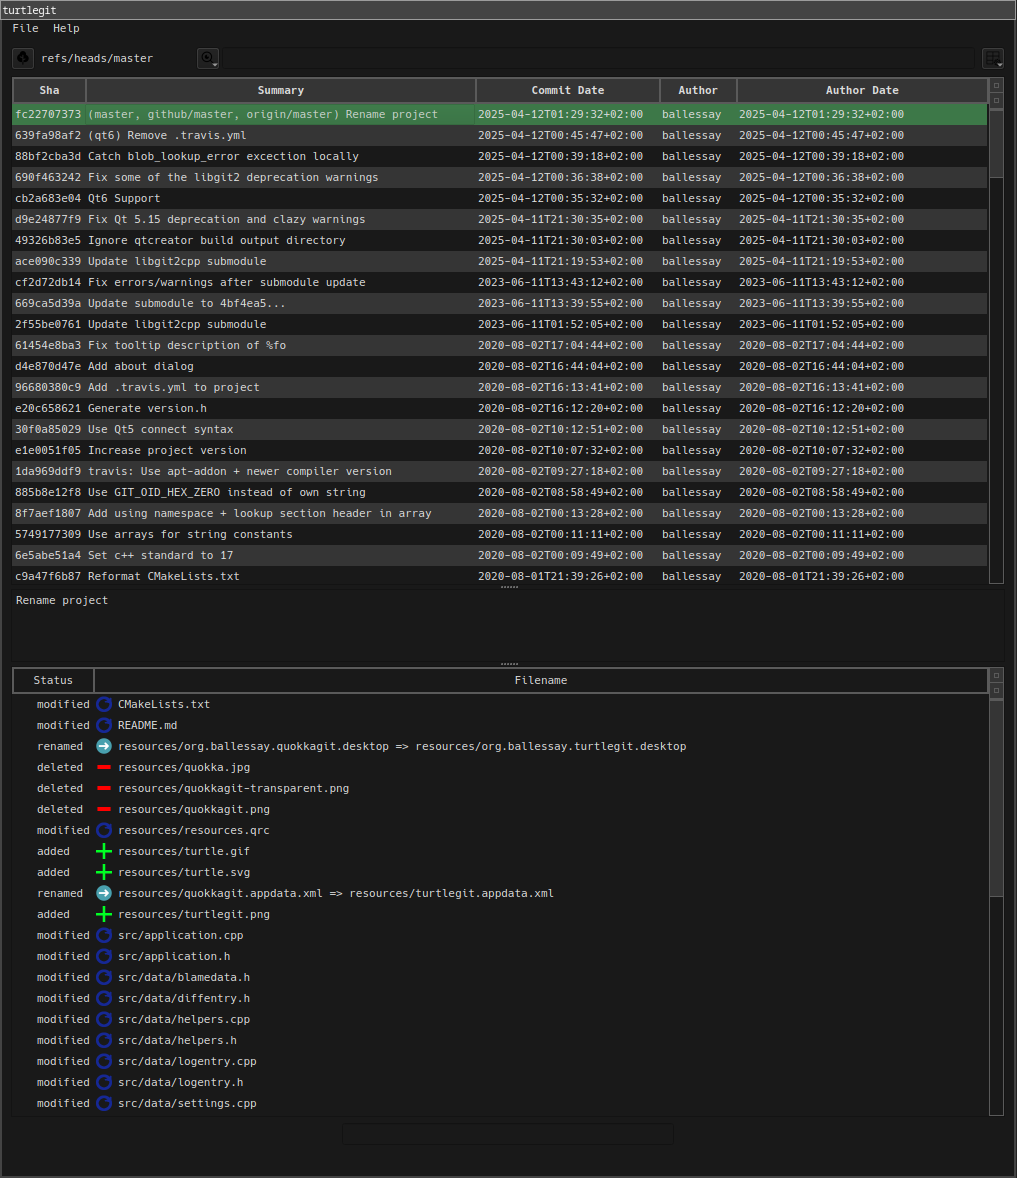 turtlegit
File Help
refs/heads/master
Sha Summary Commit Date Author Author Date
fc22707373 (master, github/master, origin/master) Rename project 2025-04-12T01:29:32+02:00 ballessay 2025-04-12T01:29:32+02:00
639fa98af2 (qt6) Remove .travis.yml 2025-04-12T00:45:47+02:00 ballessay 2025-04-12T00:45:47+02:00
88bf2cba3d Catch blob_lookup_error excection locally 2025-04-12T00:39:18+02:00 ballessay 2025-04-12T00:39:18+02:00
690f463242 Fix some of the libgit2 deprecation warnings 2025-04-12T00:36:38+02:00 ballessay 2025-04-12T00:36:38+02:00
cb2a683e04 Qt6 Support 2025-04-12T00:35:32+02:00 ballessay 2025-04-12T00:35:32+02:00
d9e24877f9 Fix Qt 5.15 deprecation and clazy warnings 2025-04-11T21:30:35+02:00 ballessay 2025-04-11T21:30:35+02:00
49326b83e5 Ignore qtcreator build output directory 2025-04-11T21:30:03+02:00 ballessay 2025-04-11T21:30:03+02:00
ace090c339 Update libgit2cpp submodule 2025-04-11T21:19:53+02:00 ballessay 2025-04-11T21:19:53+02:00
cf2d72db14 Fix errors/warnings after submodule update 2023-06-11T13:43:12+02:00 ballessay 2023-06-11T13:43:12+02:00
669ca5d39a Update submodule to 4bf4ea5... 2023-06-11T13:39:55+02:00 ballessay 2023-06-11T13:39:55+02:00
2f55be0761 Update libgit2cpp submodule 2023-06-11T01:52:05+02:00 ballessay 2023-06-11T01:52:05+02:00
61454e8ba3 Fix tooltip description of %fo 2020-08-02T17:04:44+02:00 ballessay 2020-08-02T17:04:44+02:00
d4e870d47e Add about dialog 2020-08-02T16:44:04+02:00 ballessay 2020-08-02T16:44:04+02:00
96680380c9 Add .travis.yml to project 2020-08-02T16:13:41+02:00 ballessay 2020-08-02T16:13:41+02:00
e20c658621 Generate version.h 2020-08-02T16:12:20+02:00 ballessay 2020-08-02T16:12:20+02:00
30f0a85029 Use Qt5 connect syntax 2020-08-02T10:12:51+02:00 ballessay 2020-08-02T10:12:51+02:00
e1e0051f05 Increase project version 2020-08-02T10:07:32+02:00 ballessay 2020-08-02T10:07:32+02:00
1da969ddf9 travis: Use apt-addon + newer compiler version 2020-08-02T09:27:18+02:00 ballessay 2020-08-02T09:27:18+02:00
885b8e12f8 Use GIT_OID_HEX_ZERO instead of own string 2020-08-02T08:58:49+02:00 ballessay 2020-08-02T08:58:49+02:00
8f7aef1807 Add using namespace + lookup section header in array 2020-08-02T00:13:28+02:00 ballessay 2020-08-02T00:13:28+02:00
5749177309 Use arrays for string constants 2020-08-02T00:11:11+02:00 ballessay 2020-08-02T00:11:11+02:00
6e5abe51a4 Set c++ standard to 17 2020-08-02T00:09:49+02:00 ballessay 2020-08-02T00:09:49+02:00
c9a47f6b87 Reformat CMakeLists.txt 2020-08-01T21:39:26+02:00 ballessay 2020-08-01T21:39:26+02:00
Rename project
Status Filename
modified CMakeLists.txt
modified README.md
renamed resources/org.ballessay.quokkagit.desktop => resources/org.ballessay.turtlegit.desktop
deleted resources/quokka.jpg
deleted resources/quokkagit-transparent.png
deleted resources/quokkagit.png
modified resources/resources.qrc
added resources/turtle.gif
added resources/turtle.svg
renamed resources/quokkagit.appdata.xml => resources/turtlegit.appdata.xml
added resources/turtlegit.png
modified src/application.cpp
modified src/application.h
modified src/data/blamedata.h
modified src/data/diffentry.h
modified src/data/helpers.cpp
modified src/data/helpers.h
modified src/data/logentry.cpp
modified src/data/logentry.h
modified src/data/settings.cpp